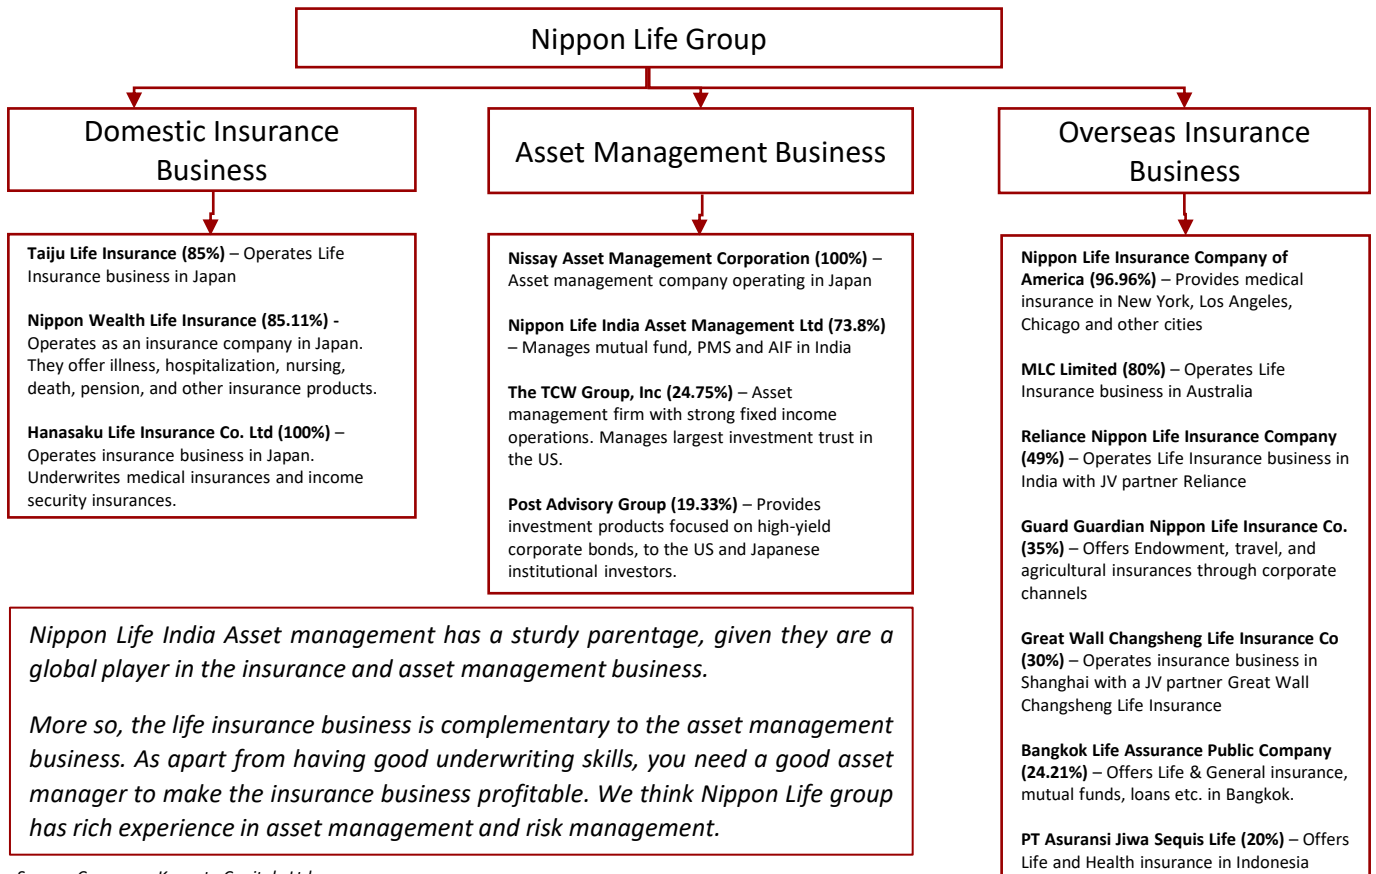 Nippon Life Group
Domestic Insurance
Business
Asset Management Business
Overseas Insurance
Business
Taiju Life Insurance (85%) – Operates Life
Insurance business in Japan
Nippon Wealth Life Insurance (85.11%) -
Operates as an insurance company in Japan.
They offer illness, hospitalization, nursing,
death, pension, and other insurance products.
Hanasaku Life Insurance Co. Ltd (100%) –
Operates insurance business in Japan.
Underwrites medical insurances and income
security insurances.
Nissay Asset Management Corporation (100%) –
Asset management company operating in Japan
Nippon Life India Asset Management Ltd (73.8%)
– Manages mutual fund, PMS and AIF in India
The TCW Group, Inc (24.75%) – Asset
management firm with strong fixed income
operations. Manages largest investment trust in
the US.
Post Advisory Group (19.33%) – Provides
investment products focused on high-yield
corporate bonds, to the US and Japanese
institutional investors.
Nippon Life Insurance Company of
America (96.96%) – Provides medical
insurance in New York, Los Angeles,
Chicago and other cities
MLC Limited (80%) – Operates Life
Insurance business in Australia
Reliance Nippon Life Insurance Company
(49%) – Operates Life Insurance business in
India with JV partner Reliance
Guard Guardian Nippon Life Insurance Co.
(35%) – Offers Endowment, travel, and
agricultural insurances through corporate
channels
Great Wall Changsheng Life Insurance Co
(30%) – Operates insurance business in
Shanghai with a JV partner Great Wall
Changsheng Life Insurance
Bangkok Life Assurance Public Company
(24.21%) – Offers Life & General insurance,
mutual funds, loans etc. in Bangkok.
PT Asuransi Jiwa Sequis Life (20%) – Offers
Life and Health insurance in Indonesia
Nippon Life India Asset management has a sturdy parentage, given they are a
global player in the insurance and asset management business.
More so, the life insurance business is complementary to the asset management
business. As apart from having good underwriting skills, you need a good asset
manager to make the insurance business profitable. We think Nippon Life group
has rich experience in asset management and risk management.